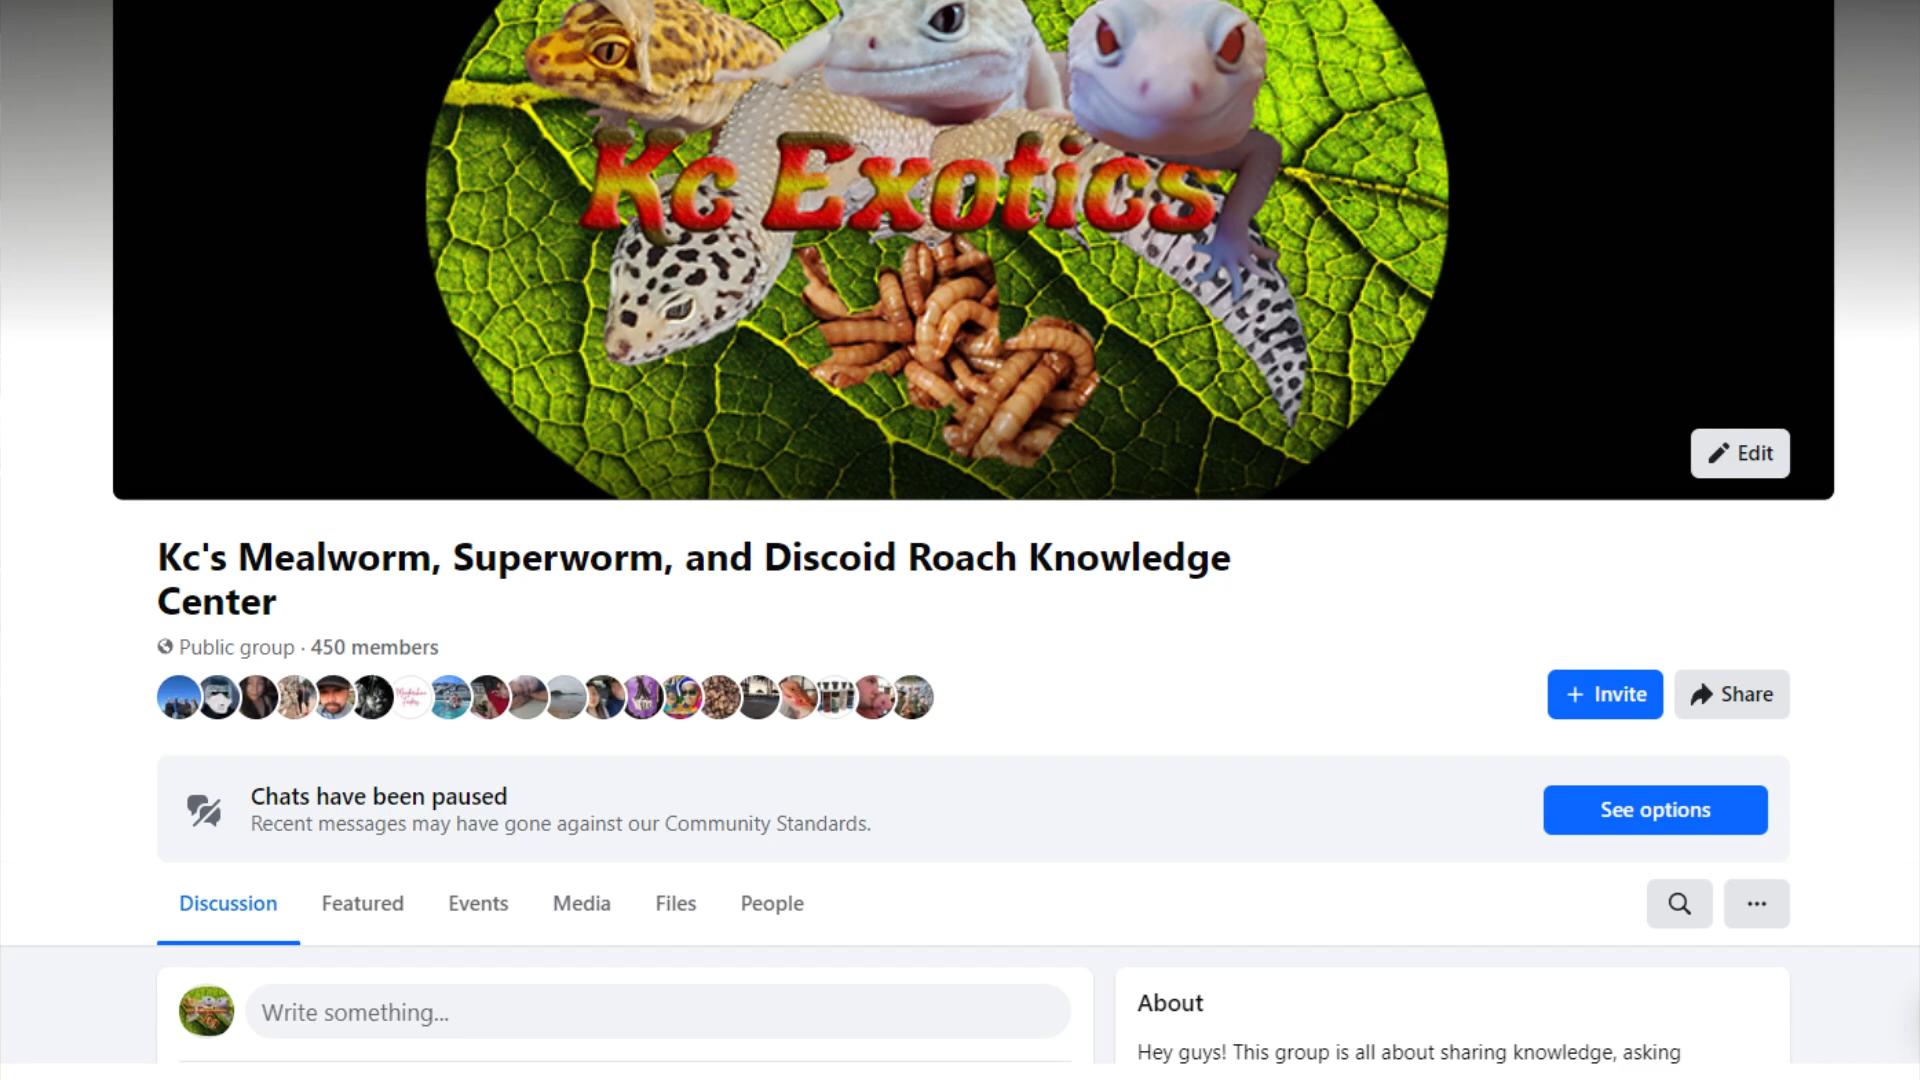 Kc Exotics
Edit
Kc's Mealworm, Superworm, and Discoid Roach Knowledge
Center
Public group · 450 members
+ Invite
Share
Chats have been paused
Recent messages may have gone against our Community Standards.
See options
Discussion
Featured
Events
Media
Files
People
Write something...
About
Hey guys! This group is all about sharing knowledge, asking